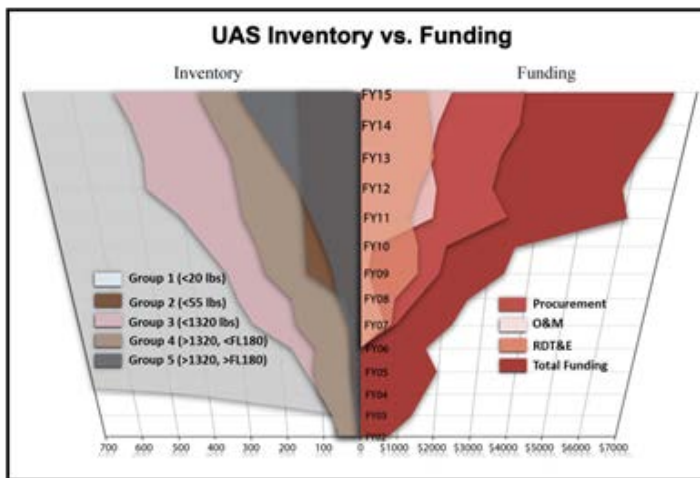 UAS Inventory vs. Funding
Inventory
Funding
FY15
FY14
FY13
FY12
FY11
FY10
FY09
FY08
FY07
FY06
FY05
FY04
FY03
FY02
Group 1 (<20 lbs)
Group 2 (<55 lbs)
Group 3 (<1320 lbs)
Group 4 (>1320, <FL180)
Group 5 (>1320, >FL180)
Procurement
O&M
RDT&E
Total Funding
700 600 500 400 300 200 100 0 $1000 $2000 $3000 $4000 $5000 $6000 $7000